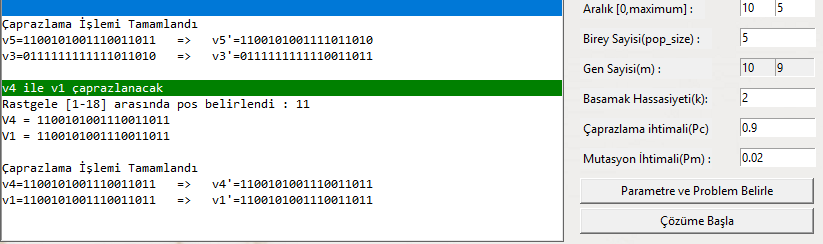 Çaprazlama İşlemi Tamamlandı
v5=1100101001110011011   =>   v5'=1100101001111011010
v3=0111111111111011010   =>   v3'=0111111111110011011
v4 ile v1 çaprazlanacak
Rastgele [1-18] arasında pos belirlendi : 11
V4 = 1100101001110011011
V1 = 1100101001110011011
Çaprazlama İşlemi Tamamlandı
v4=1100101001110011011   =>   v4'=1100101001110011011
v1=1100101001110011011   =>   v1'=1100101001110011011
Aralık [0,maximum] : 10 5
Birey Sayisi(pop_size) : 5
Gen Sayisi(m) : 10 9
Basamak Hassasiyeti(k): 2
Çaprazlama ihtimali(Pc) 0.9
Mutasyon İhtimali(Pm) : 0.02
Parametre ve Problem Belirle
Çözüme Başla